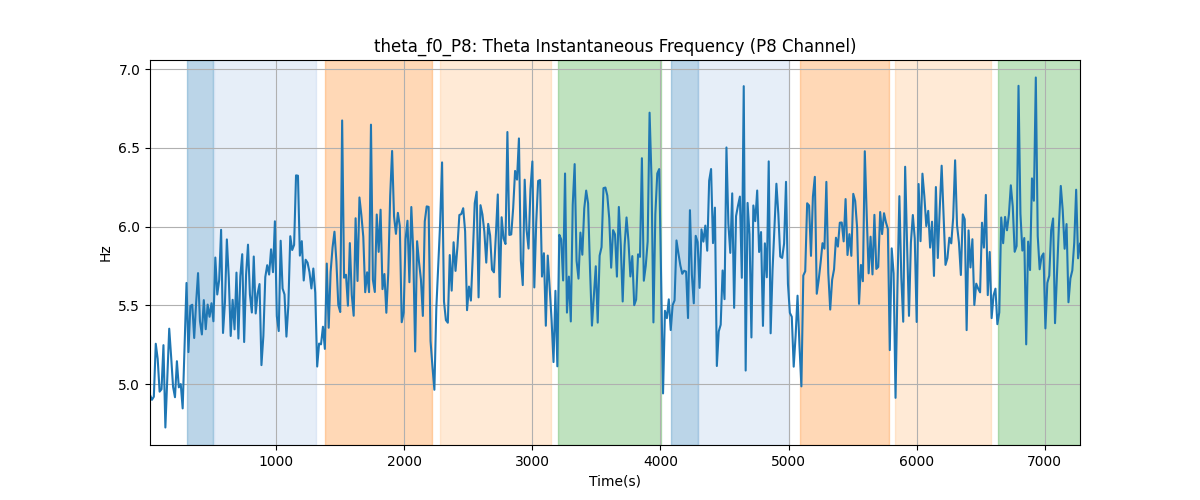 theta_f0_P8: Theta Instantaneous Frequency (P8 Channel)
7.0
6.5
6.0
5.5
5.0
Hz
1000 2000 3000 4000 5000 6000 7000
Time(s)